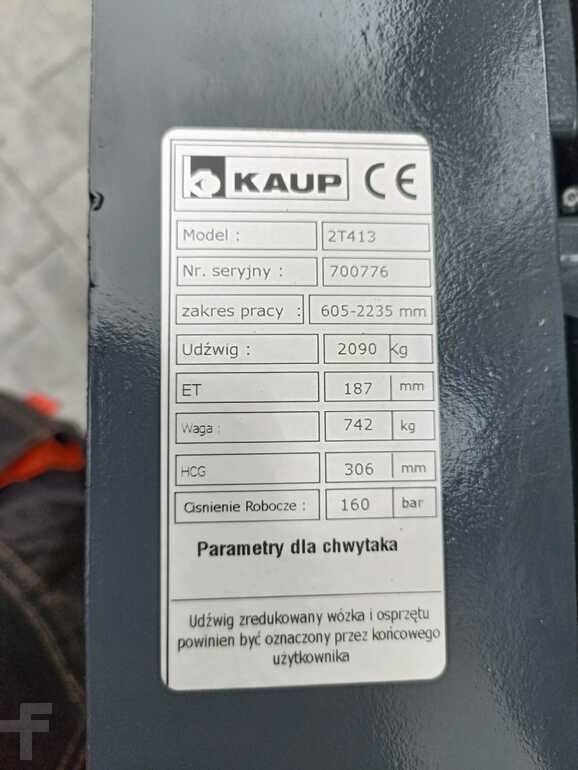 KAUP CE
Model : 2T413
Nr. seryjny : 700776
zakres pracy : 605-2235 mm
Udźwig : 2090 Kg
ET 187 mm
Waga : 742 kg
HCG 306 mm
Ciśnienie Robocze : 160 bar
Parametry dla chwytaka
Udźwig zredukowany wózka i osprzętu
powinien być oznaczony przez końcowego
użytkownika